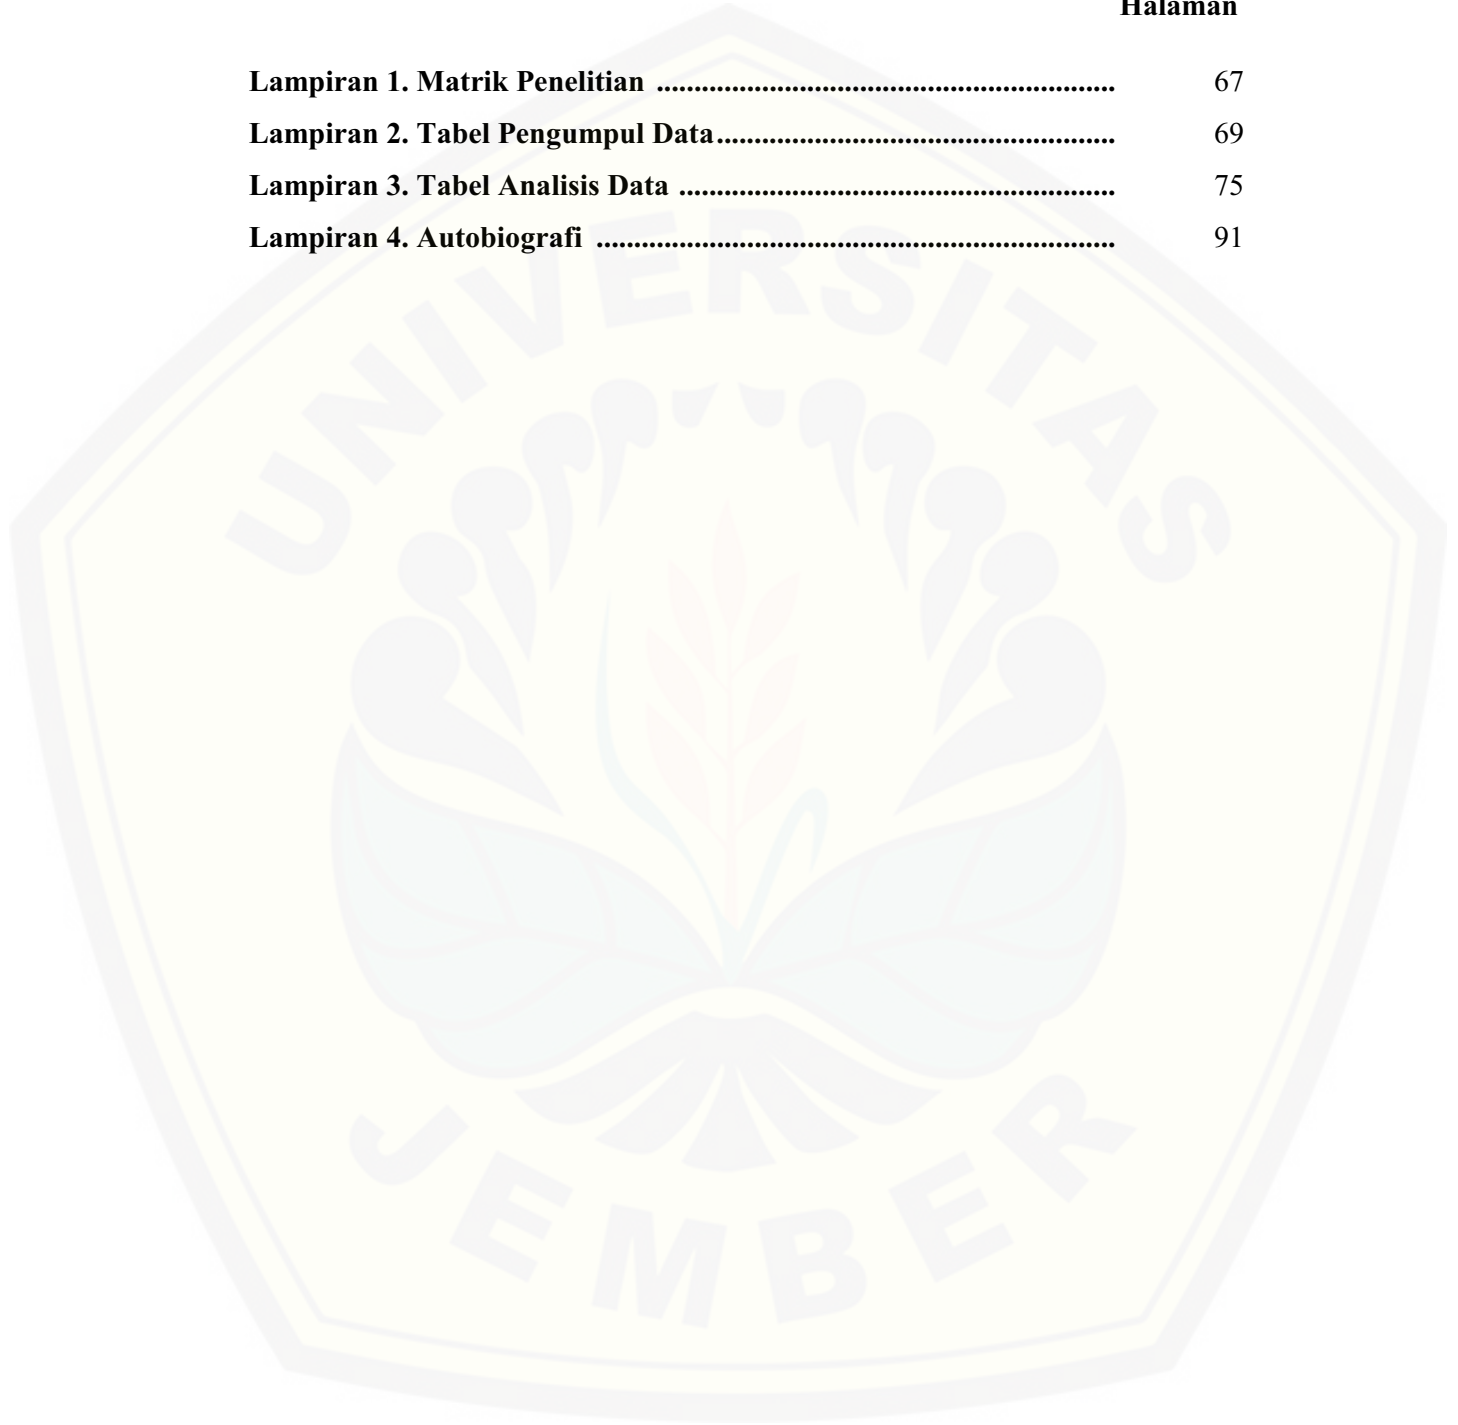 Halaman
Lampiran 1. Matrik Penelitian ............................................................. 67
Lampiran 2. Tabel Pengumpul Data..................................................... 69
Lampiran 3. Tabel Analisis Data .......................................................... 75
Lampiran 4. Autobiografi ..................................................................... 91
UNIVERSITAS
JEMBER